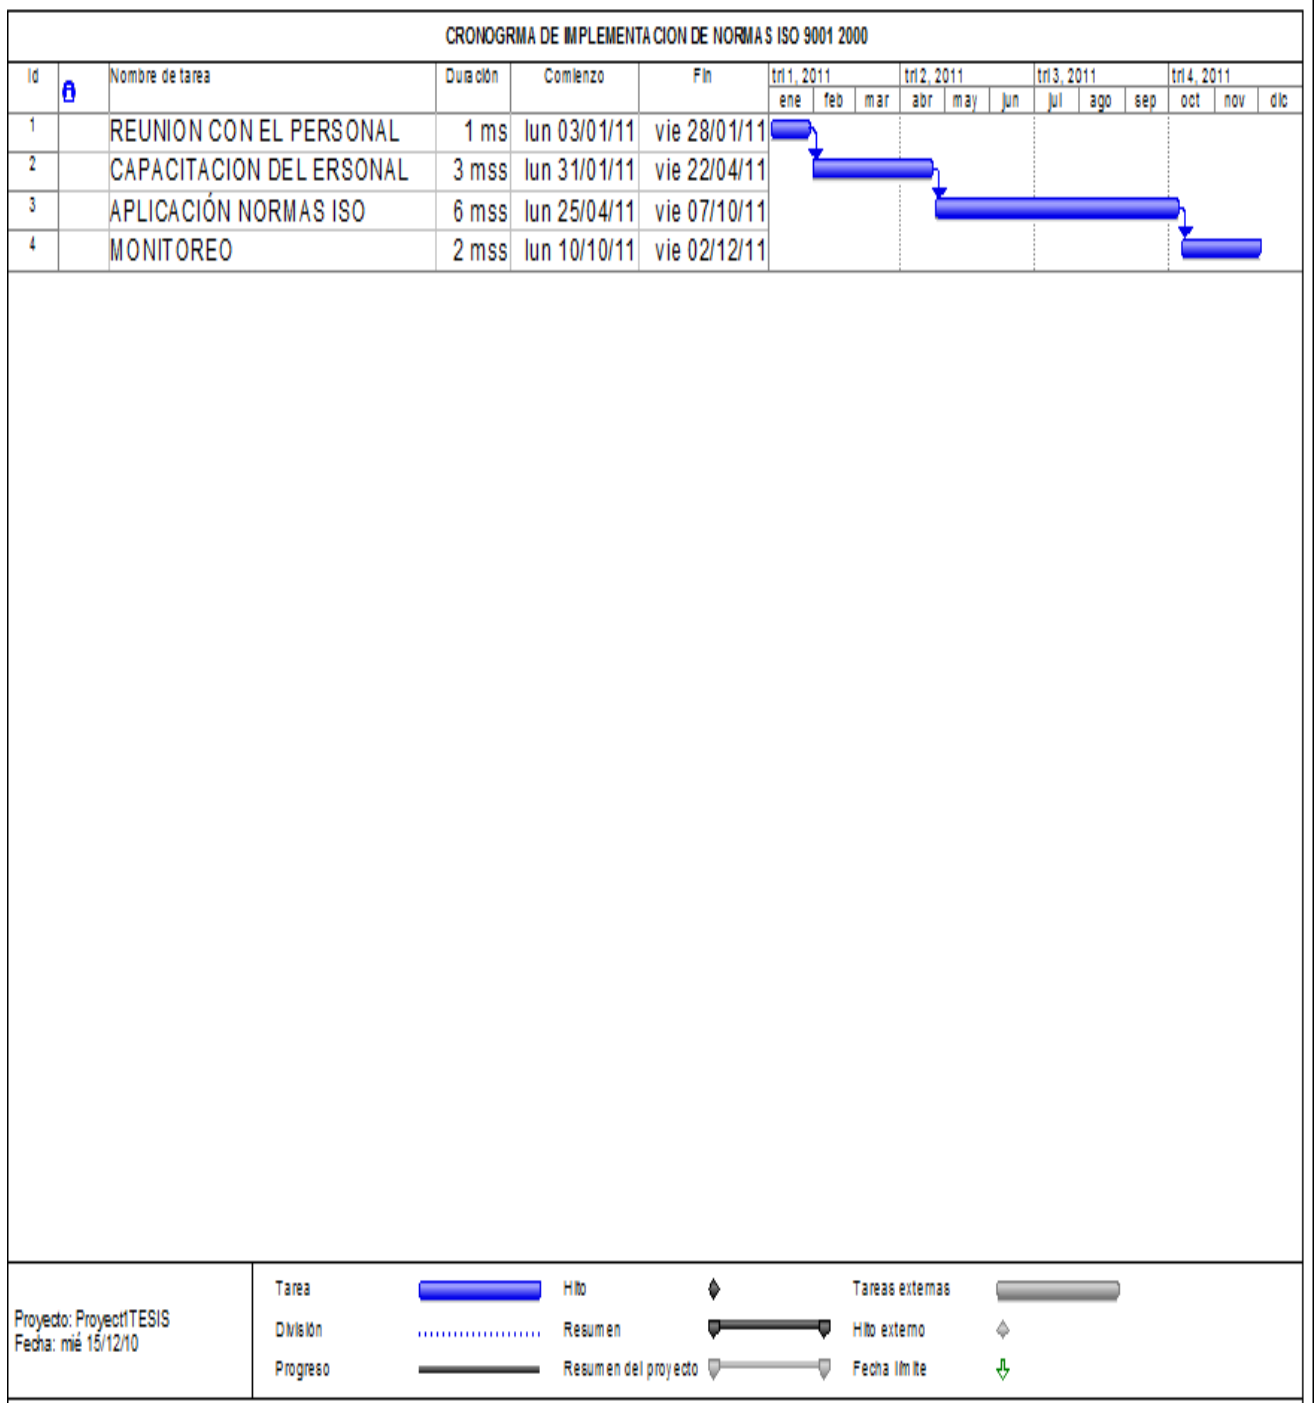 CRONOGRMA DE IMPLEMENTACION DE NORMAS ISO 9001 2000
Id Nombre de tarea Duración Comienzo Fin tri 1, 2011 tri 2, 2011 tri 3, 2011 tri 4, 2011
ene feb mar abr may jun jul ago sep oct nov dic
1 REUNION CON EL PERSONAL 1 ms lun 03/01/11 vie 28/01/11
2 CAPACITACION DEL ERSONAL 3 mss lun 31/01/11 vie 22/04/11
3 APLICACIÓN NORMAS ISO 6 mss lun 25/04/11 vie 07/10/11
4 MONITOREO 2 mss lun 10/10/11 vie 02/12/11
Proyecto: Proyect1TESIS
Fecha: mié 15/12/10
Tarea Hito Tareas externas
División Resumen Hito externo
Progreso Resumen del proyecto Fecha límite